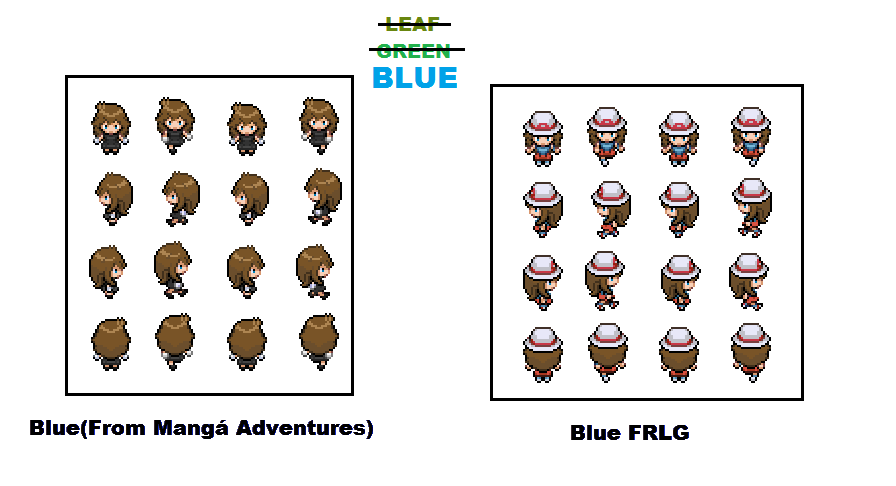 LEAF
GREEN
BLUE
Blue(From Mangá Adventures)
Blue FRLG